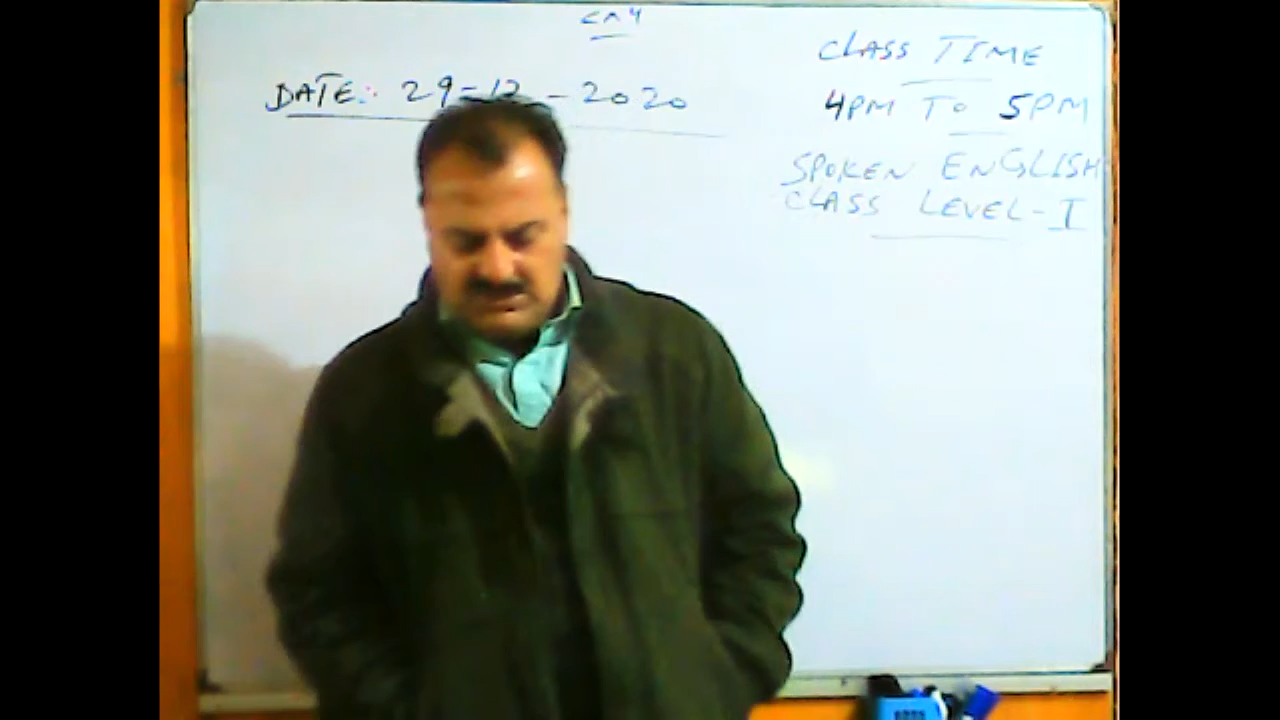 DATE: 29-12-2020
CLASS TIME
4PM TO 5PM
SPOKEN ENGLISH
CLASS LEVEL-I